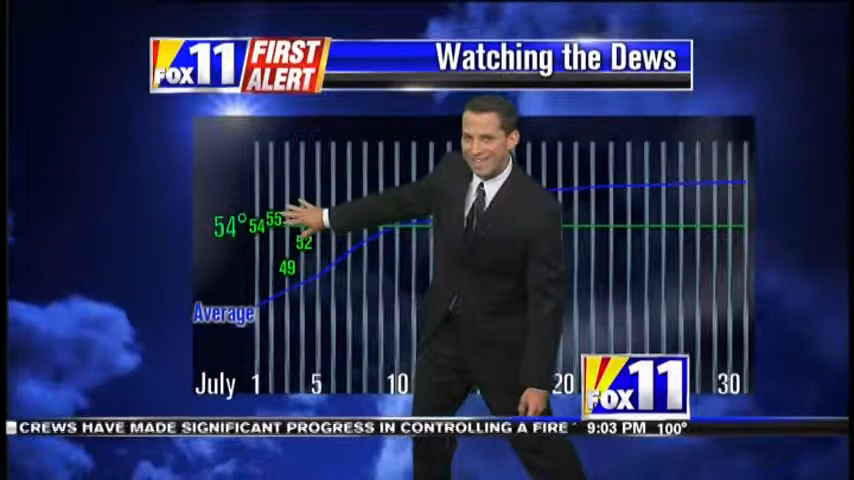 FOX 11 FIRST ALERT Watching the Dews
54° 54 55
52
49
Average
July 1 5 10 20 30
FOX 11
CREWS HAVE MADE SIGNIFICANT PROGRESS IN CONTROLLING A FIRE 9:03 PM 100°